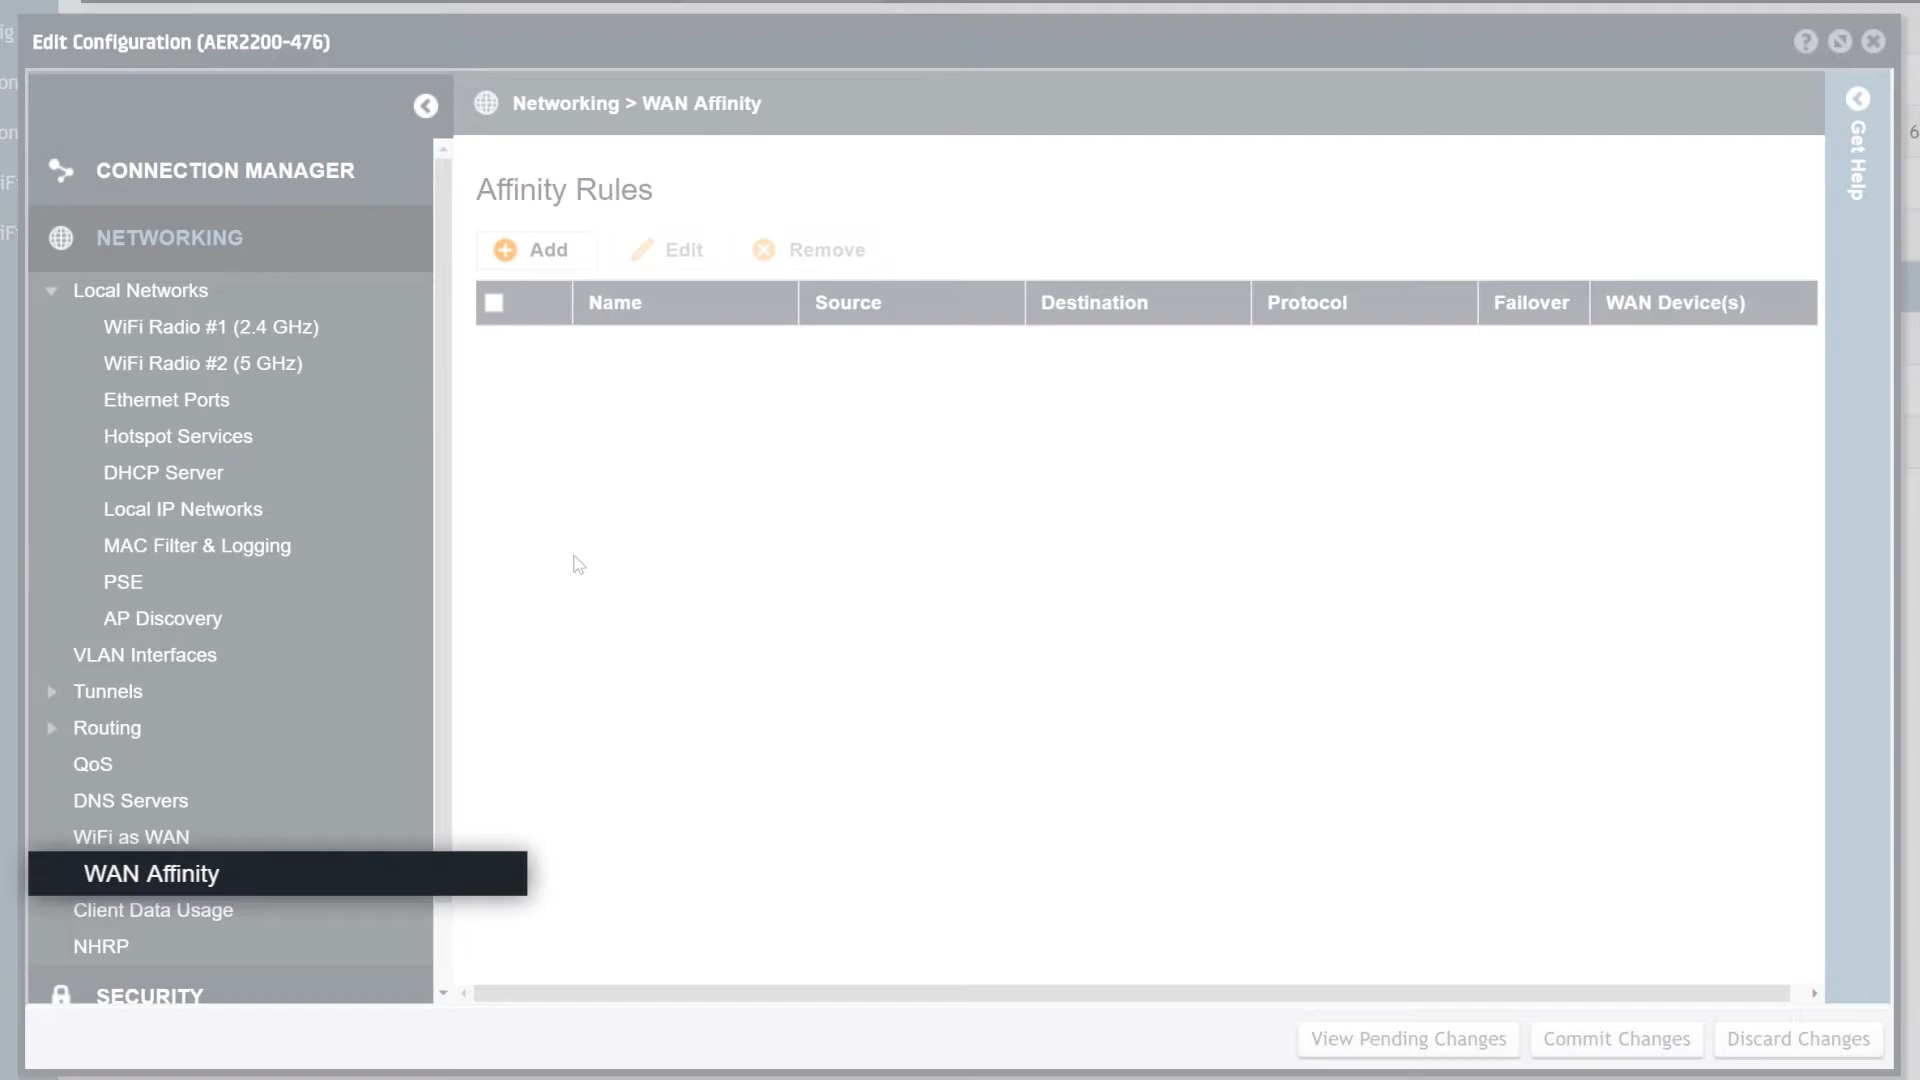 Edit Configuration (AER2200-476)
Networking > WAN Affinity
Get Help
CONNECTION MANAGER
NETWORKING
Local Networks
WiFi Radio #1 (2.4 GHz)
WiFi Radio #2 (5 GHz)
Ethernet Ports
Hotspot Services
DHCP Server
Local IP Networks
MAC Filter & Logging
PSE
AP Discovery
VLAN Interfaces
Tunnels
Routing
QoS
DNS Servers
WiFi as WAN
WAN Affinity
Client Data Usage
NHRP
SECURITY
Affinity Rules
Add Edit Remove
Name Source Destination Protocol Failover WAN Device(s)
View Pending Changes Commit Changes Discard Changes